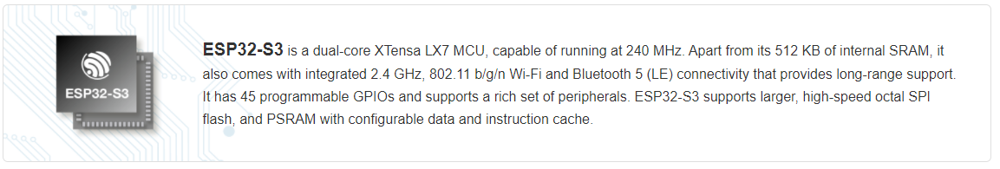 ESP32-S3
ESP32-S3 is a dual-core XTensa LX7 MCU, capable of running at 240 MHz. Apart from its 512 KB of internal SRAM, it
also comes with integrated 2.4 GHz, 802.11 b/g/n Wi-Fi and Bluetooth 5 (LE) connectivity that provides long-range support.
It has 45 programmable GPIOs and supports a rich set of peripherals. ESP32-S3 supports larger, high-speed octal SPI
flash, and PSRAM with configurable data and instruction cache.